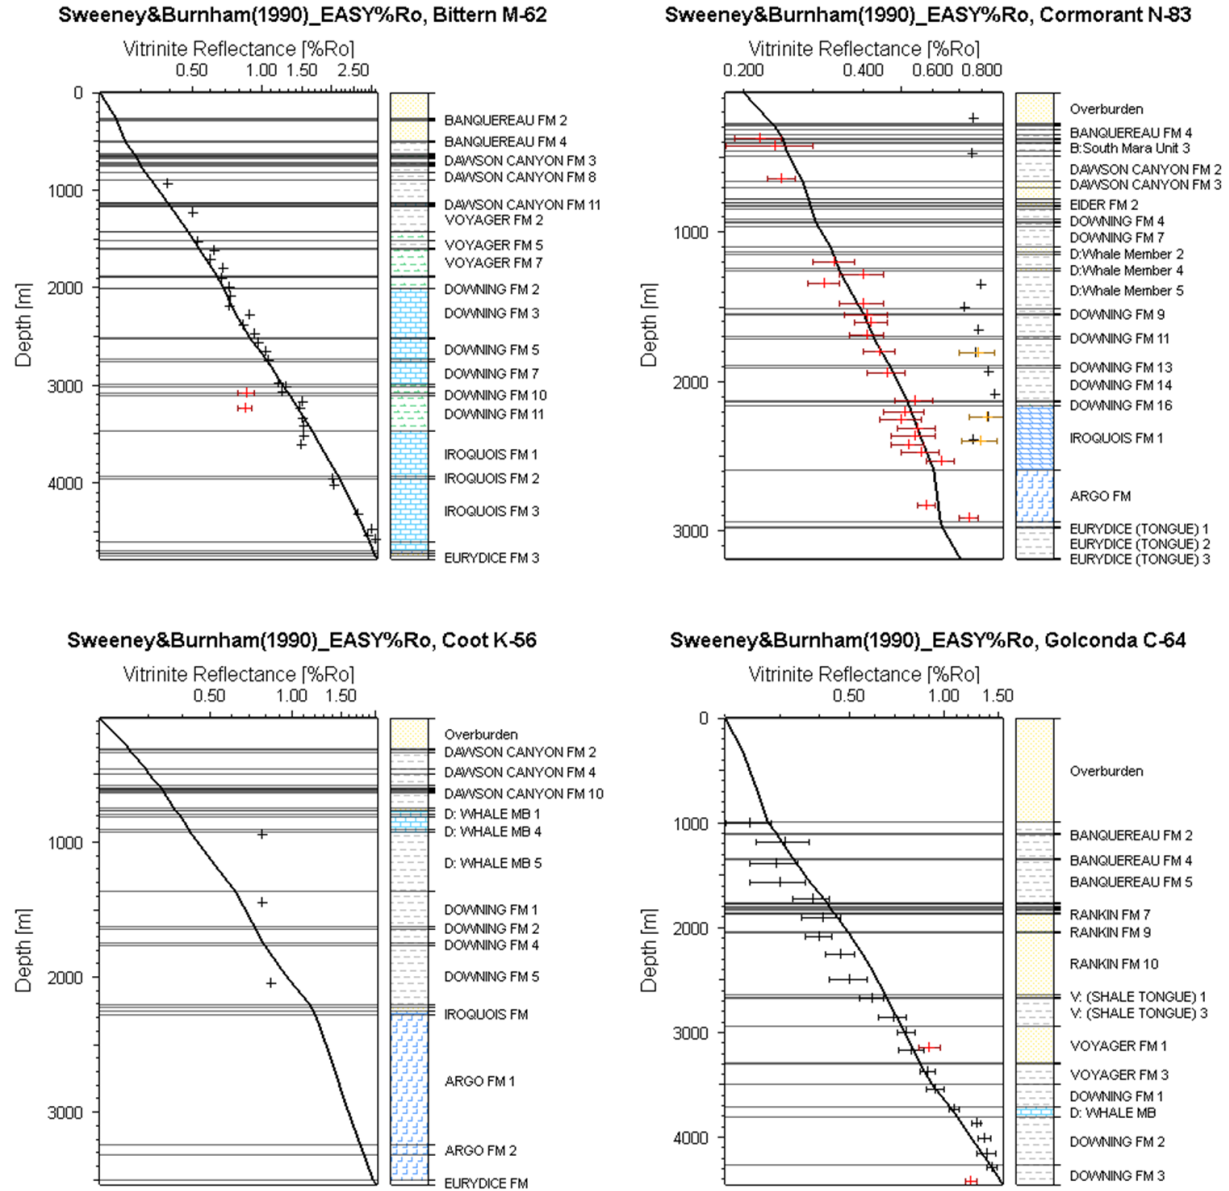 Sweeney&Burnham(1990)_EASY%Ro, Bittern M-62
Vitrinite Reflectance [%Ro]
0.50 1.00 1.50 2.50
Depth [m]
0
1000
2000
3000
4000
BANQUEREAU FM 2
BANQUEREAU FM 4
DAWSON CANYON FM 3
DAWSON CANYON FM 8
DAWSON CANYON FM 11
VOYAGER FM 2
VOYAGER FM 5
VOYAGER FM 7
DOWNING FM 2
DOWNING FM 3
DOWNING FM 5
DOWNING FM 7
DOWNING FM 10
DOWNING FM 11
IROQUOIS FM 1
IROQUOIS FM 2
IROQUOIS FM 3
EURYDICE FM 3
Sweeney&Burnham(1990)_EASY%Ro, Cormorant N-83
Vitrinite Reflectance [%Ro]
0.200 0.400 0.600 0.800
Depth [m]
1000
2000
3000
Overburden
BANQUEREAU FM 4
B:South Mara Unit 3
DAWSON CANYON FM 2
DAWSON CANYON FM 3
EIDER FM 2
DOWNING FM 4
DOWNING FM 7
D:Whale Member 2
D:Whale Member 4
D:Whale Member 5
DOWNING FM 9
DOWNING FM 11
DOWNING FM 13
DOWNING FM 14
DOWNING FM 16
IROQUOIS FM 1
ARGO FM
EURYDICE (TONGUE) 1
EURYDICE (TONGUE) 2
EURYDICE (TONGUE) 3
Sweeney&Burnham(1990)_EASY%Ro, Coot K-56
Vitrinite Reflectance [%Ro]
0.50 1.00 1.50
Depth [m]
1000
2000
3000
Overburden
DAWSON CANYON FM 2
DAWSON CANYON FM 4
DAWSON CANYON FM 10
D: WHALE MB 1
D: WHALE MB 4
D: WHALE MB 5
DOWNING FM 1
DOWNING FM 2
DOWNING FM 4
DOWNING FM 5
IROQUOIS FM
ARGO FM 1
ARGO FM 2
EURYDICE FM
Sweeney&Burnham(1990)_EASY%Ro, Golconda C-64
Vitrinite Reflectance [%Ro]
0.50 1.00 1.50
Depth [m]
0
1000
2000
3000
4000
Overburden
BANQUEREAU FM 2
BANQUEREAU FM 4
BANQUEREAU FM 5
RANKIN FM 7
RANKIN FM 9
RANKIN FM 10
V: (SHALE TONGUE) 1
V: (SHALE TONGUE) 3
VOYAGER FM 1
VOYAGER FM 3
DOWNING FM 1
D: WHALE MB
DOWNING FM 2
DOWNING FM 3